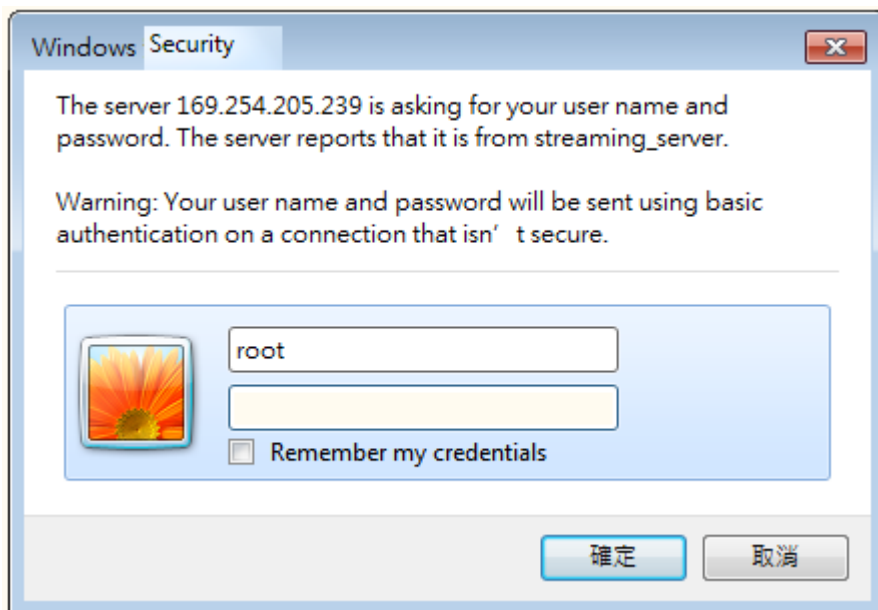 Windows Security
The server 169.254.205.239 is asking for your user name and
password. The server reports that it is from streaming_server.
Warning: Your user name and password will be sent using basic
authentication on a connection that isn’ t secure.
root
Remember my credentials
確定 取消